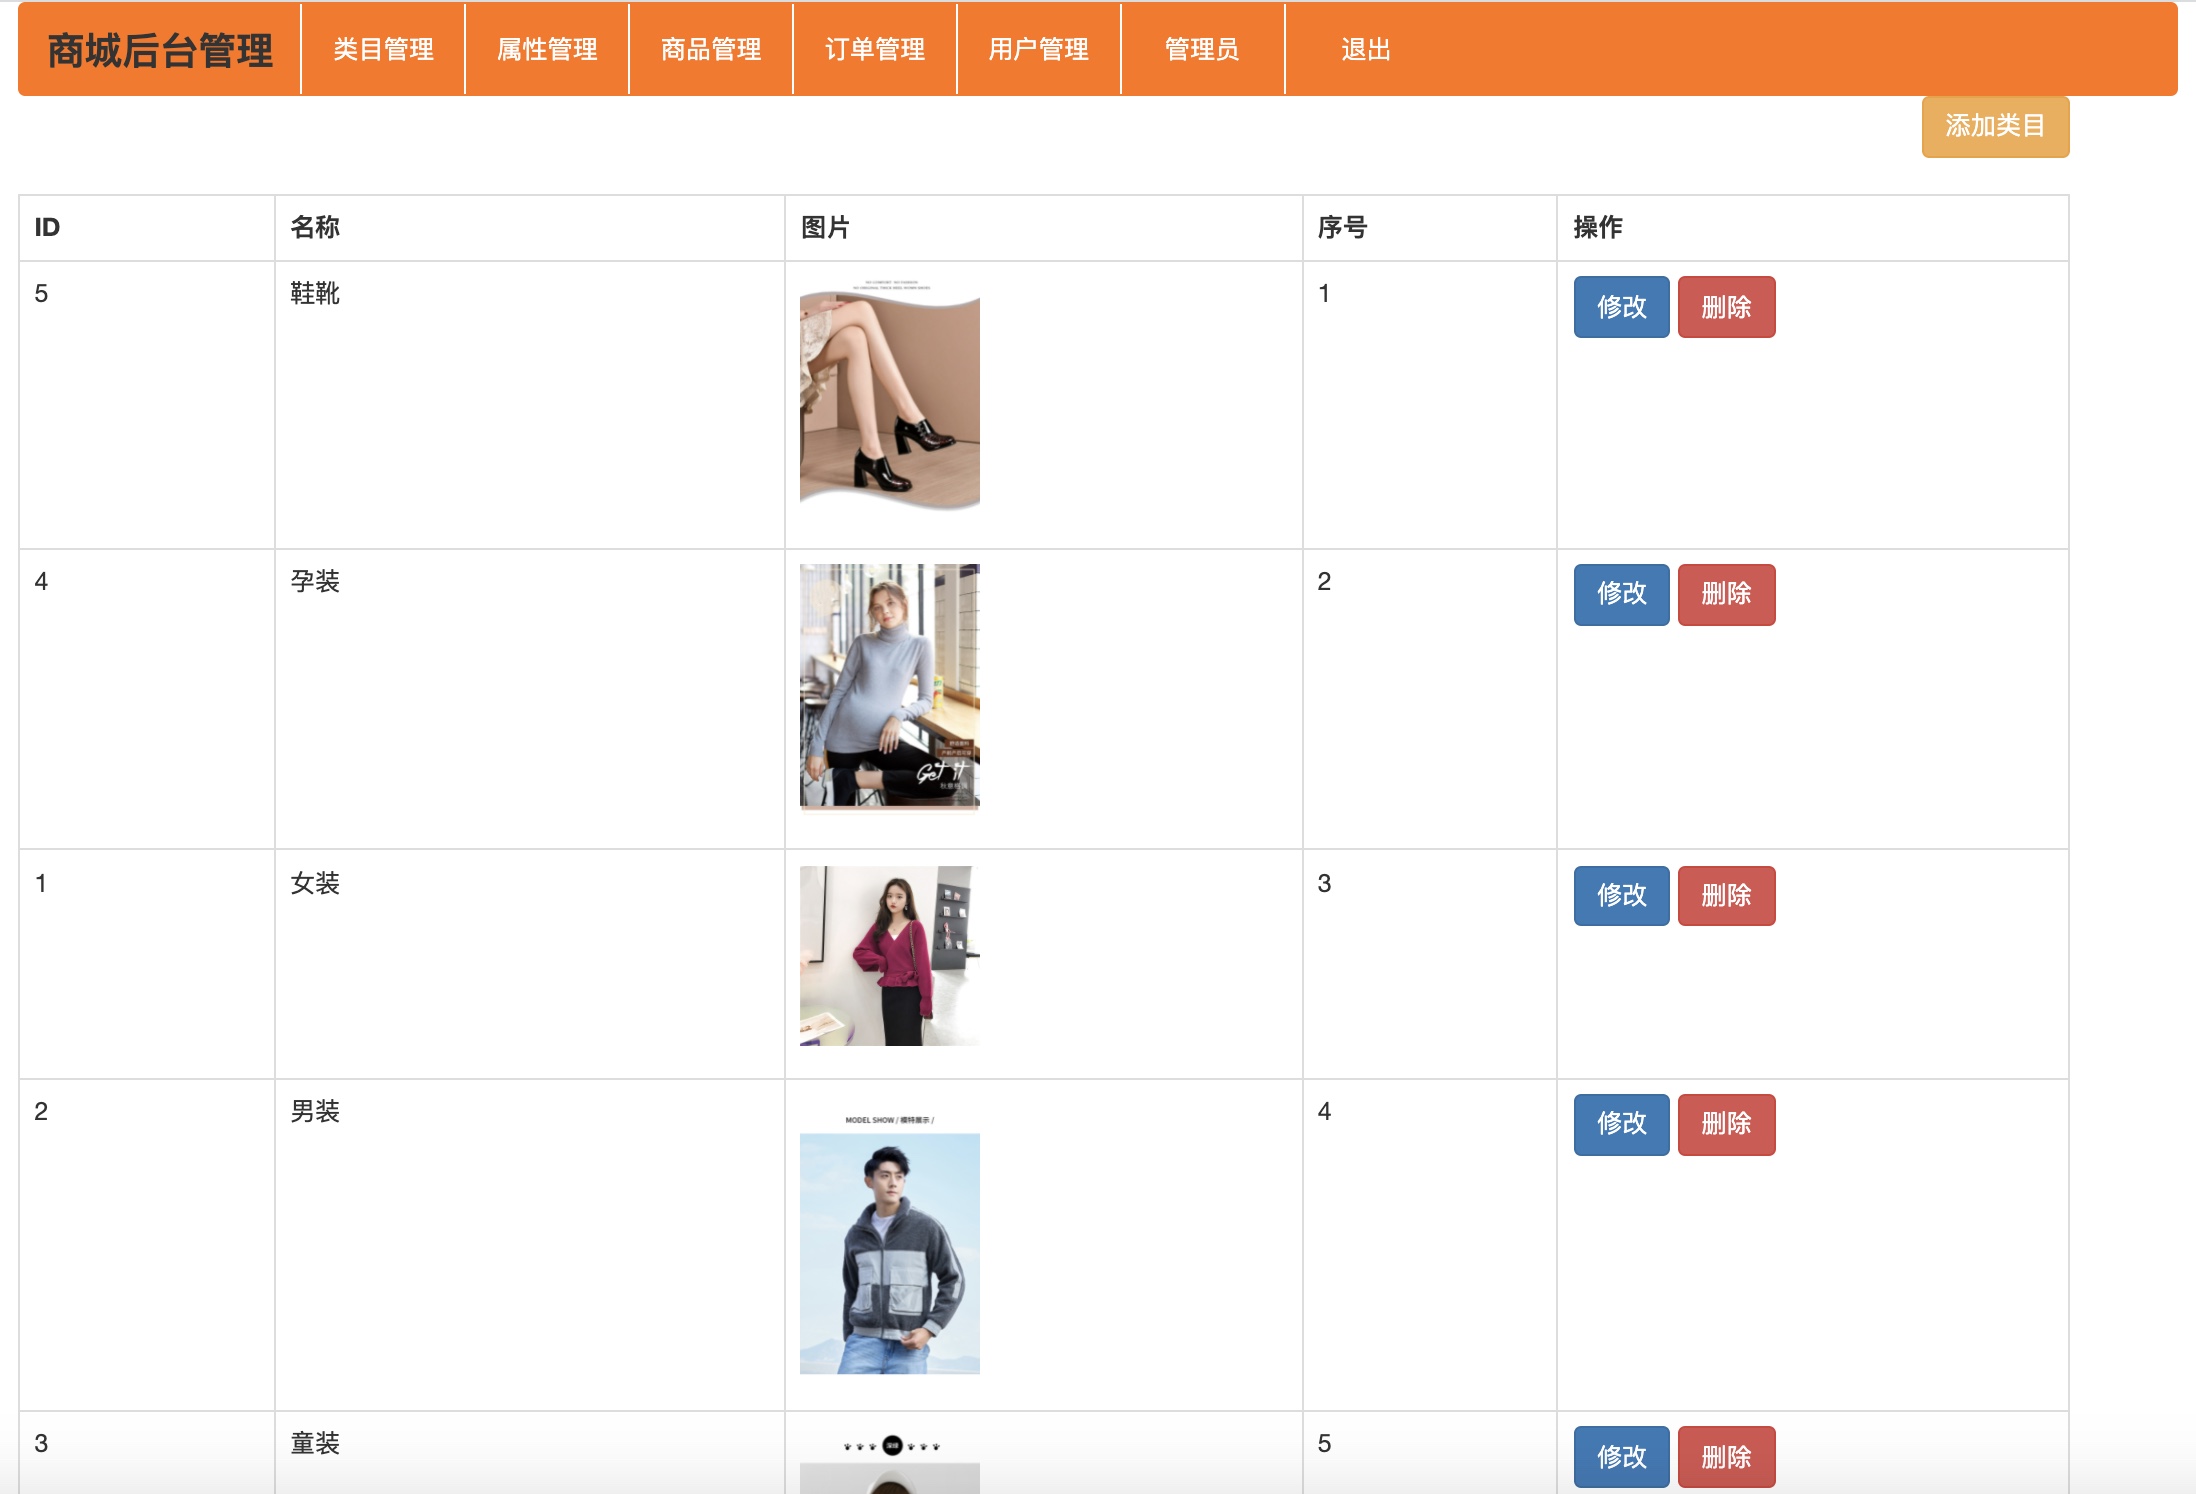 商城后台管理 类目管理 属性管理 商品管理 订单管理 用户管理 管理员 退出
添加类目
ID 名称 图片 序号 操作
5 鞋靴 1 修改 删除
4 孕装 2 修改 删除
Get it
1 女装 3 修改 删除
2 男装 4 修改 删除
MODEL SHOW / 模特展示 /
3 童装 5 修改 删除